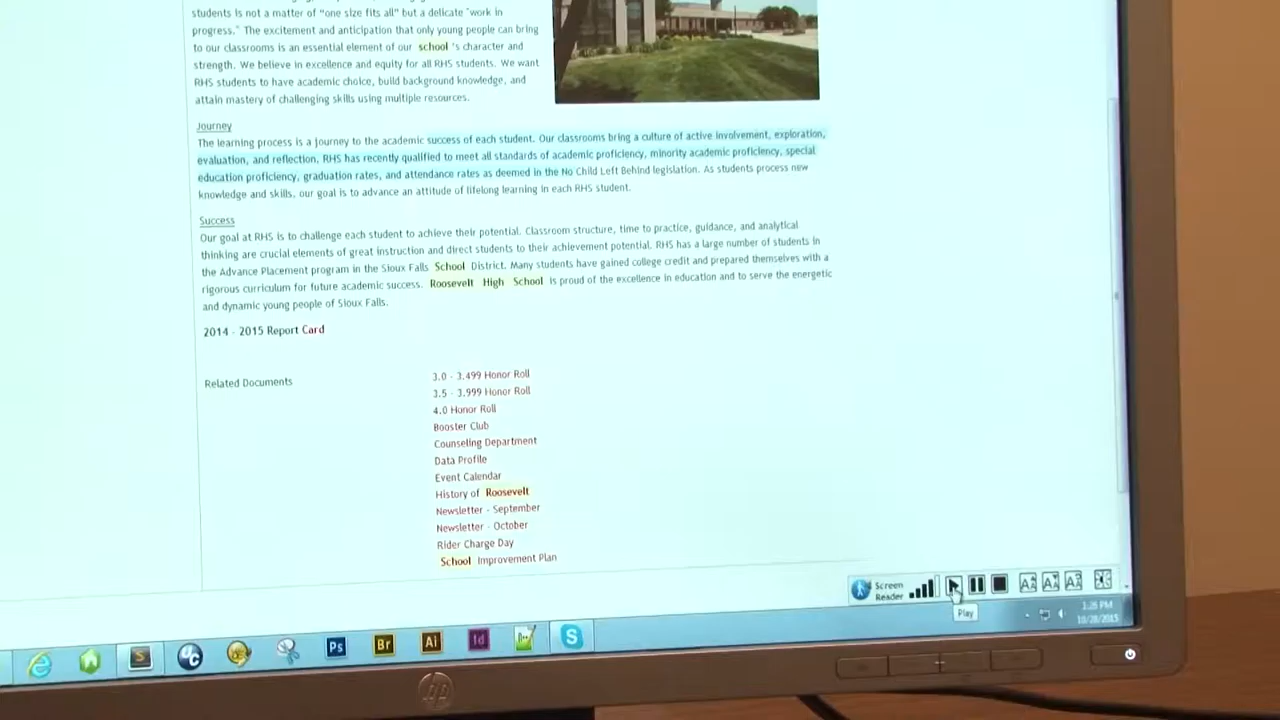 students is not a matter of "one size fits all" but a delicate "work in
progress." The excitement and anticipation that only young people can bring
to our classrooms is an essential element of our school 's character and
strength. We believe in excellence and equity for all RHS students. We want
RHS students to have academic choice, build background knowledge, and
attain mastery of challenging skills using multiple resources.
Journey
The learning process is a journey to the academic success of each student. Our classrooms bring a culture of active involvement, exploration,
evaluation, and reflection, RHS has recently qualified to meet all standards of academic proficiency, minority academic proficiency, special
education proficiency, graduation rates, and attendance rates as deemed in the No Child Left Behind legislation. As students process new
knowledge and skills, our goal is to advance an attitude of lifelong learning in each RHS student.
Success
Our goal at RHS is to challenge each student to achieve their potential. Classroom structure, time to practice, guidance, and analytical
thinking are crucial elements of great instruction and direct students to their achievement potential. RHS has a large number of students in
the Advance Placement program in the Sioux Falls School District. Many students have gained college credit and prepared themselves with a
rigorous curriculum for future academic success. Roosevelt High School is proud of the excellence in education and to serve the energetic
and dynamic young people of Sioux Falls.
2014 - 2015 Report Card
Related Documents
3.0 - 3.499 Honor Roll
3.5 - 3.999 Honor Roll
4.0 Honor Roll
Booster Club
Counseling Department
Data Profile
Event Calendar
History of Roosevelt
Newsletter - September
Newsletter - October
Rider Charge Day
School Improvement Plan
Screen
Reader
Play
1:26 PM
10/28/2015
Ps
Br
Ai
Id
S
hp